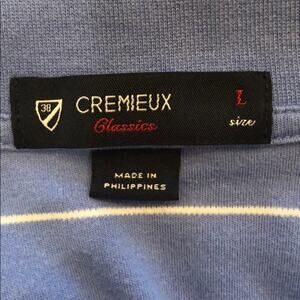 38
CREMIEUX L
Classics size
MADE IN
PHILIPPINES